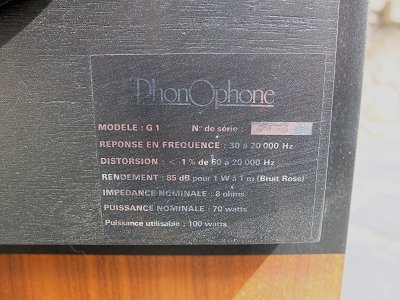 PhonOphone
MODELE : G 1 N° de série :
REPONSE EN FREQUENCE : 30 à 20 000 Hz
DISTORSION : < 1 % de 50 à 20 000 Hz
RENDEMENT : 85 dB pour 1 W à 1 m (Bruit Rose)
IMPEDANCE NOMINALE : 8 ohms
PUISSANCE NOMINALE : 70 watts
Puissance utilisable : 100 watts